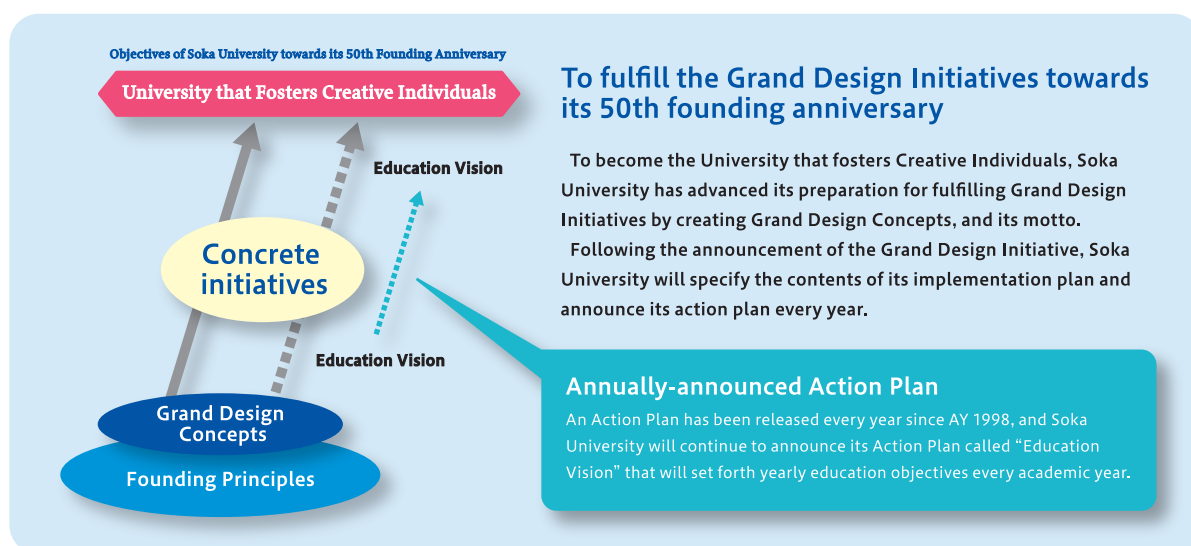 Objectives of Soka University towards its 50th Founding Anniversary
University that Fosters Creative Individuals
Education Vision
Concrete
initiatives
Education Vision
Grand Design
Concepts
Founding Principles
To fulfill the Grand Design Initiatives towards
its 50th founding anniversary
To become the University that fosters Creative Individuals, Soka
University has advanced its preparation for fulfilling Grand Design
Initiatives by creating Grand Design Concepts, and its motto.
Following the announcement of the Grand Design Initiative, Soka
University will specify the contents of its implementation plan and
announce its action plan every year.
Annually-announced Action Plan
An Action Plan has been released every year since AY 1998, and Soka
University will continue to announce its Action Plan called “Education
Vision” that will set forth yearly education objectives every academic year.